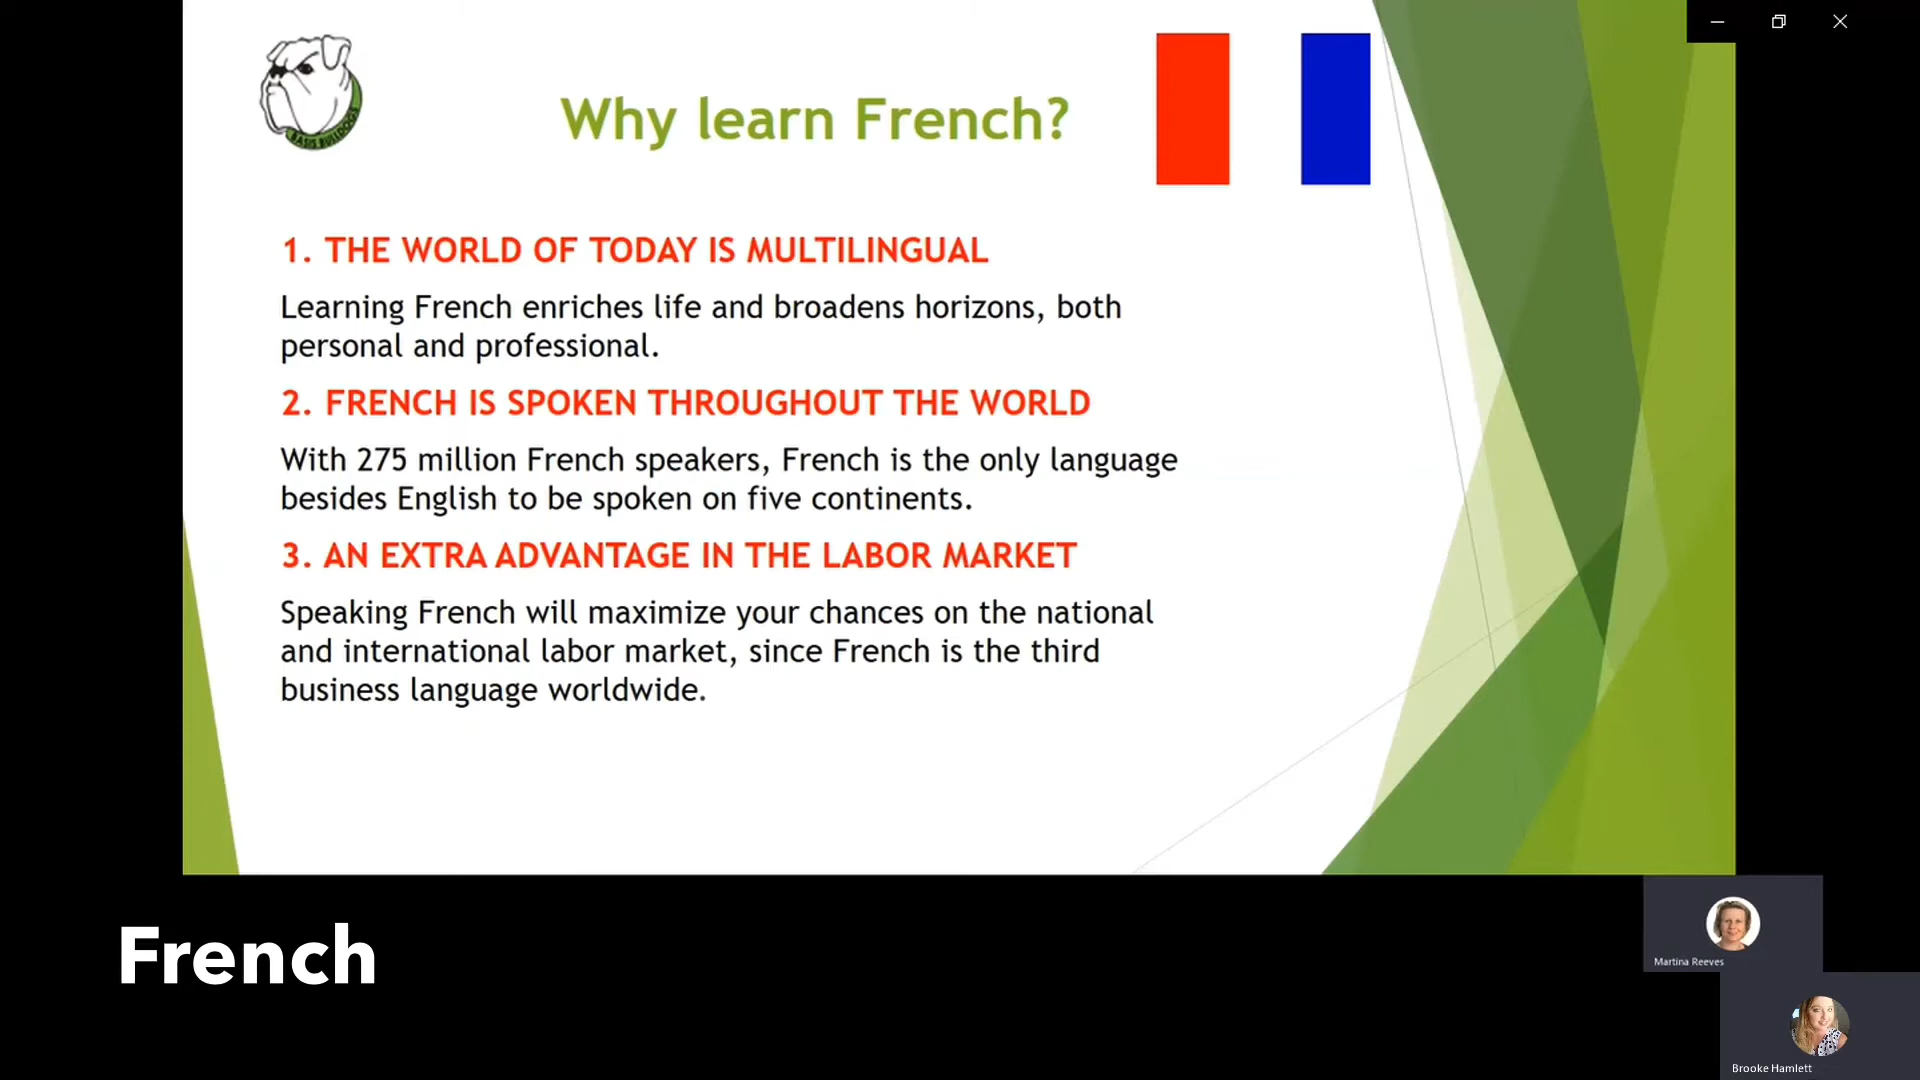 Why learn French?
1. THE WORLD OF TODAY IS MULTILINGUAL
Learning French enriches life and broadens horizons, both
personal and professional.
2. FRENCH IS SPOKEN THROUGHOUT THE WORLD
With 275 million French speakers, French is the only language
besides English to be spoken on five continents.
3. AN EXTRA ADVANTAGE IN THE LABOR MARKET
Speaking French will maximize your chances on the national
and international labor market, since French is the third
business language worldwide.
French
Martina Reeves
Brooke Hamlett